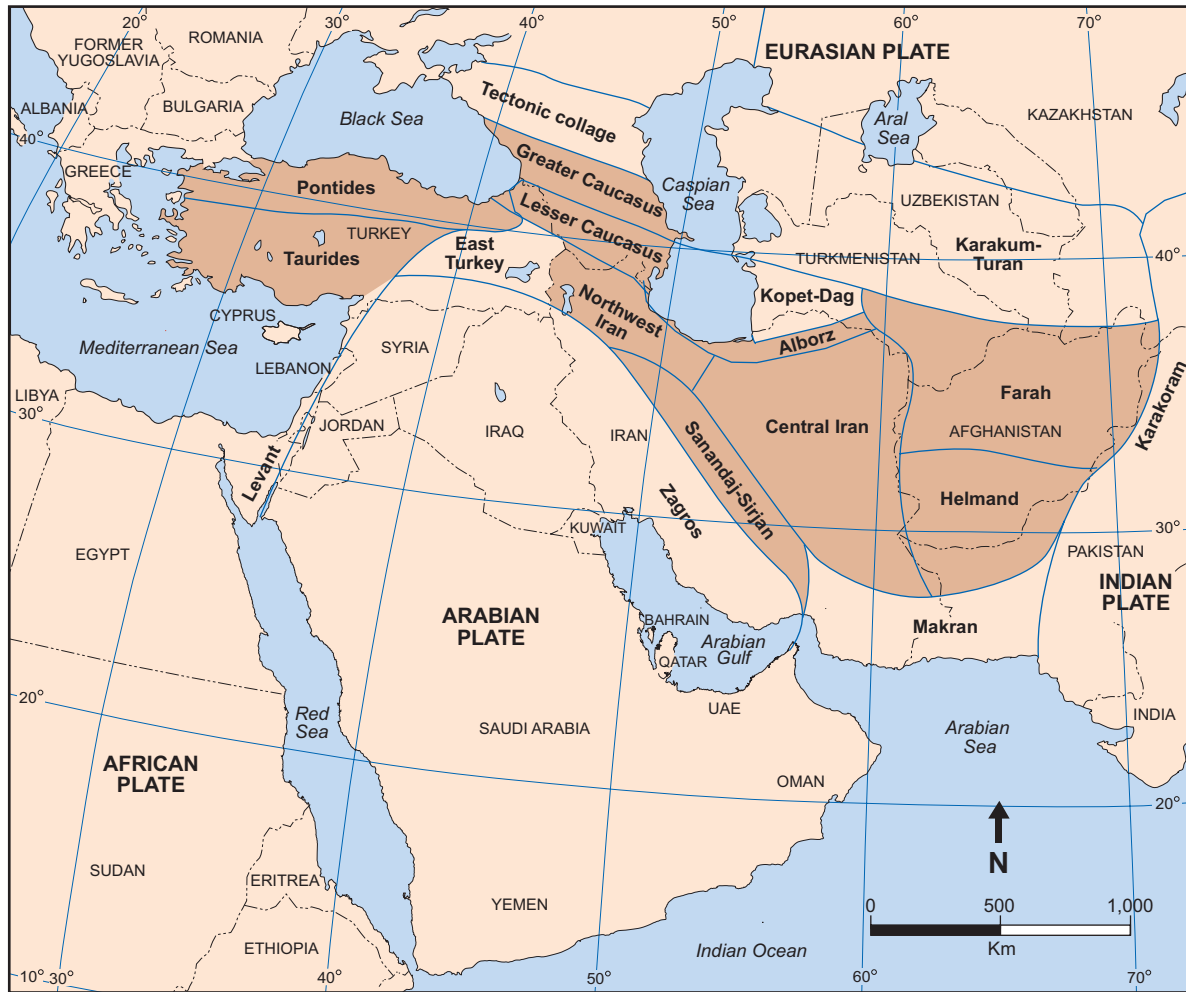 20°
30°
40°
50°
60°
70°
FORMER
YUGOSLAVIA
ROMANIA
EURASIAN PLATE
ALBANIA
BULGARIA
Black Sea
Tectonic collage
Aral
Sea
KAZAKHSTAN
40°
GREECE
Pontides
Greater Caucasus
Caspian
Sea
UZBEKISTAN
Lesser Caucasus
TURKEY
Taurides
East
Turkey
TURKMENISTAN
Karakum-
Turan
40°
Kopet-Dag
CYPRUS
Northwest
Iran
Alborz
Mediterranean Sea
SYRIA
LEBANON
LIBYA
30°
JORDAN
IRAQ
IRAN
Central Iran
Farah
AFGHANISTAN
Karakoram
Levant
Sanandaj-Sirjan
Helmand
Zagros
KUWAIT
30°
EGYPT
PAKISTAN
INDIAN
PLATE
ARABIAN
PLATE
BAHRAIN
Arabian
Gulf
QATAR
Makran
20°
Red
Sea
SAUDI ARABIA
UAE
Arabian
Sea
INDIA
AFRICAN
PLATE
OMAN
20°
N
SUDAN
ERITREA
YEMEN
0
500
1,000
Km
ETHIOPIA
Indian Ocean
10°
30°
40°
50°
60°
70°